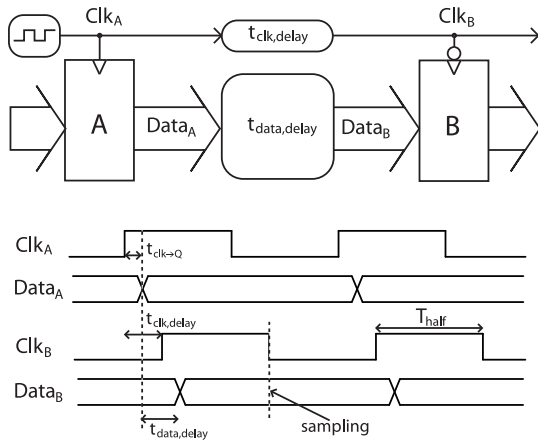 Clk_A
Clk_B
t_clk,delay
A
Data_A
t_data,delay
Data_B
B
Clk_A
t_clk→Q
Data_A
t_clk,delay
T_half
Clk_B
Data_B
t_data,delay
sampling